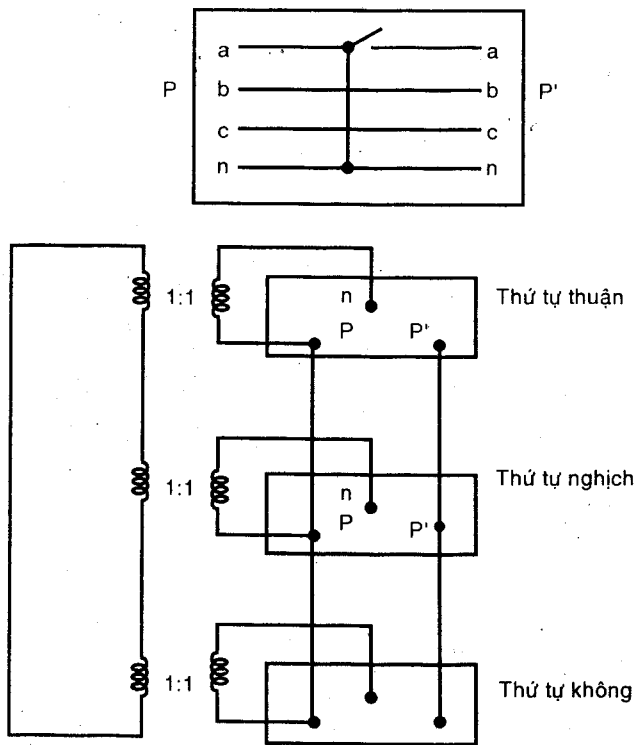 a a
P b b P'
c c
n n
1:1 n Thứ tự thuận
P P'
1:1 n Thứ tự nghịch
P P'
1:1 Thứ tự không